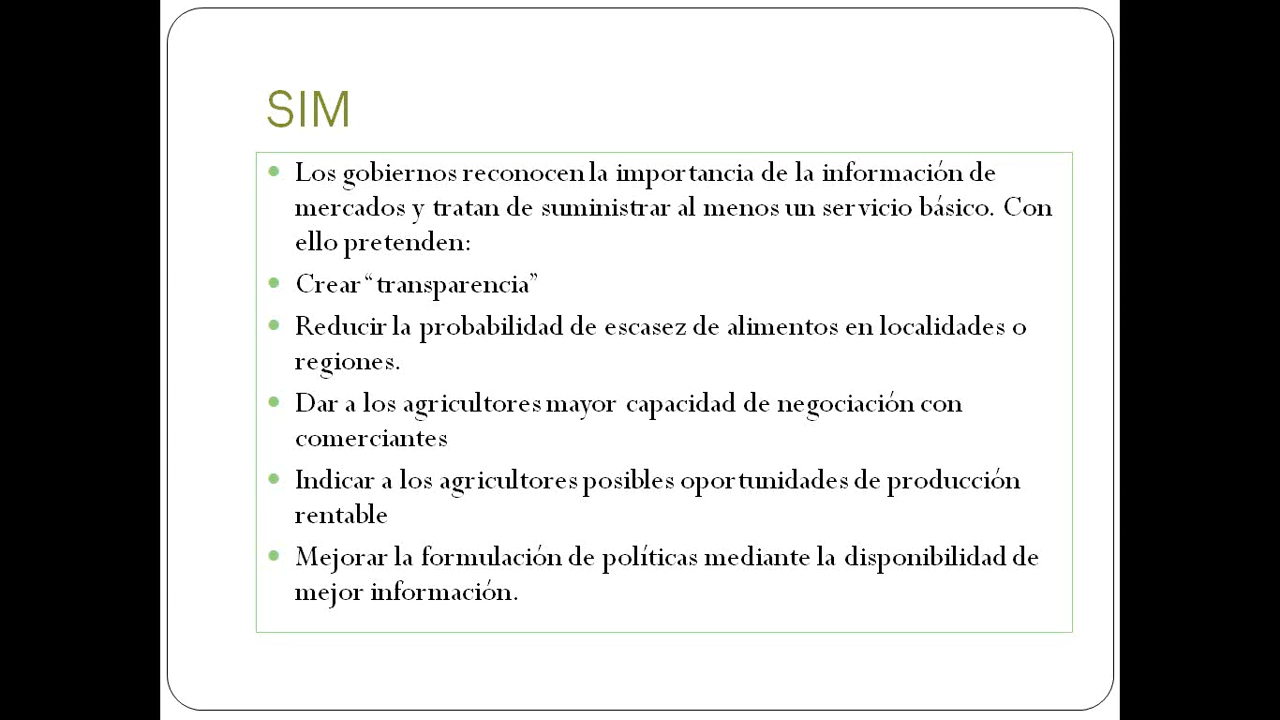 SIM
• Los gobiernos reconocen la importancia de la información de
mercados y tratan de suministrar al menos un servicio básico. Con
ello pretenden:
• Crear “transparencia”
• Reducir la probabilidad de escasez de alimentos en localidades o
regiones.
• Dar a los agricultores mayor capacidad de negociación con
comerciantes
• Indicar a los agricultores posibles oportunidades de producción
rentable
• Mejorar la formulación de políticas mediante la disponibilidad de
mejor información.